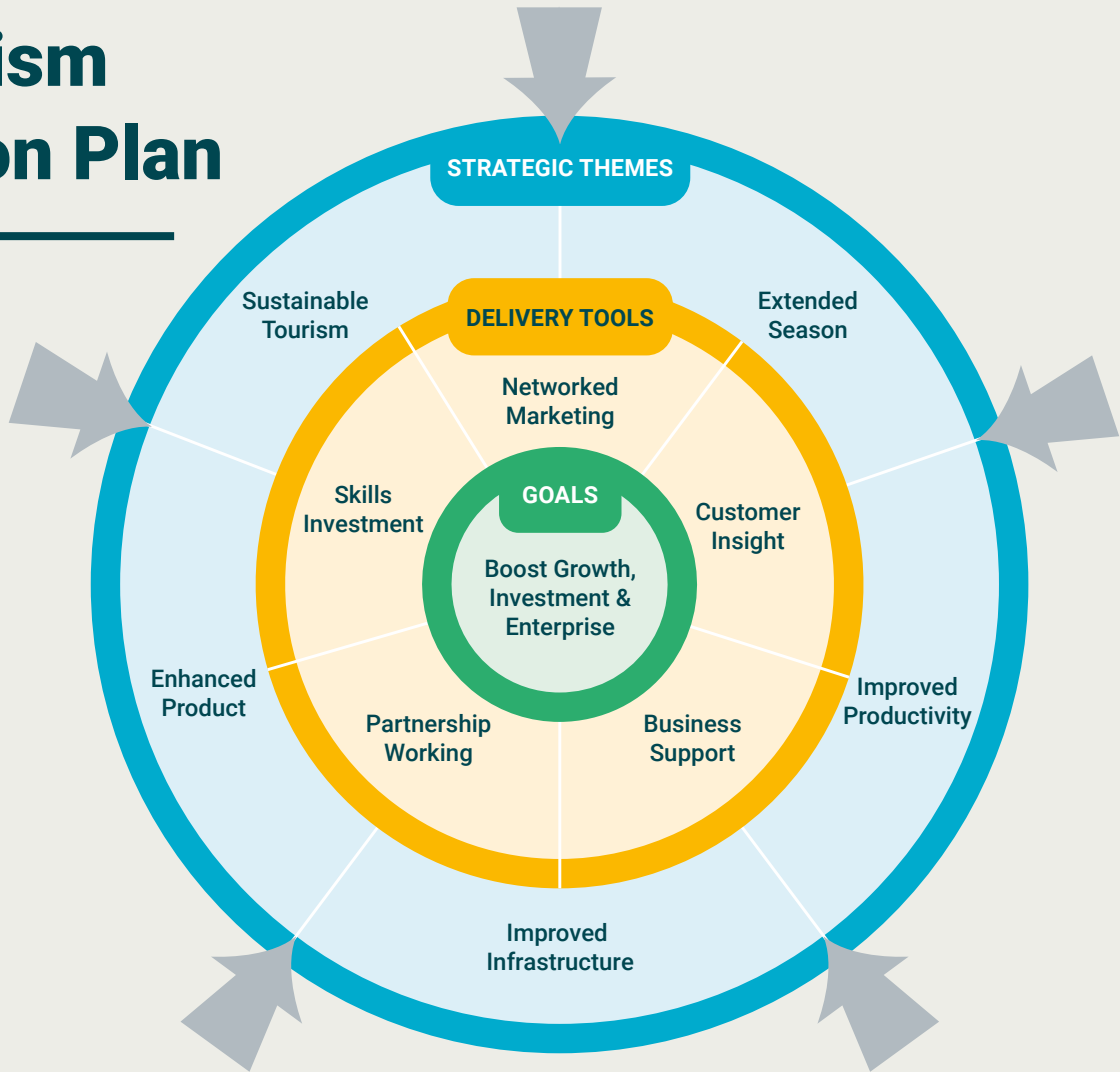 ism
on Plan
STRATEGIC THEMES
Sustainable
Tourism
Extended
Season
DELIVERY TOOLS
Networked
Marketing
Skills
Investment
GOALS
Customer
Insight
Boost Growth,
Investment &
Enterprise
Enhanced
Product
Improved
Productivity
Partnership
Working
Business
Support
Improved
Infrastructure